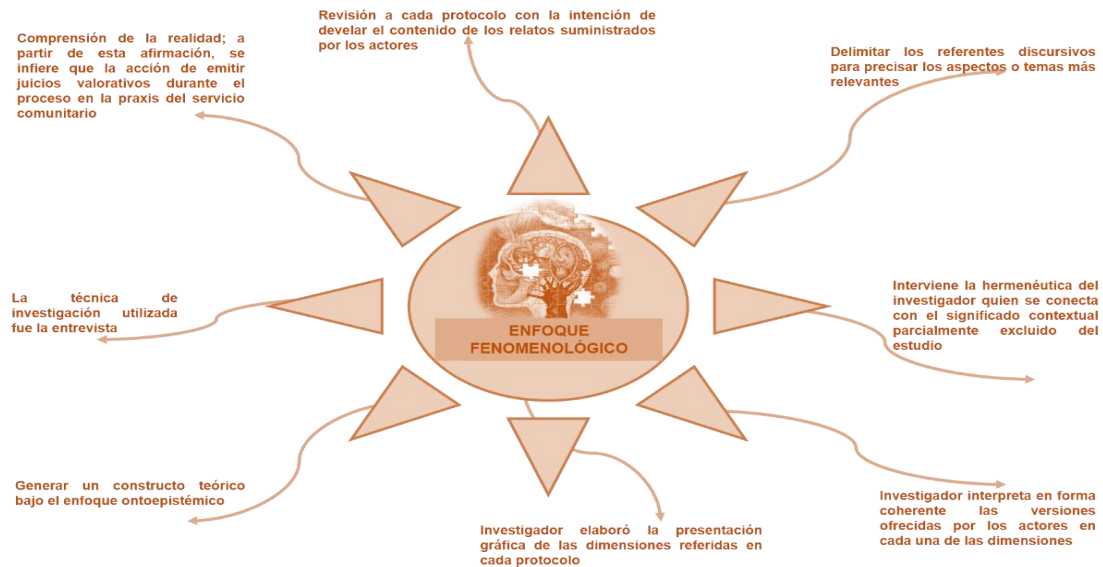 Revisión a cada protocolo con la intención de
develar el contenido de los relatos suministrados
por los actores
Comprensión de la realidad; a
partir de esta afirmación, se
infiere que la acción de emitir
juicios valorativos durante el
proceso en la praxis del servicio
comunitario
Delimitar los referentes discursivos
para precisar los aspectos o temas más
relevantes
La técnica de
investigación utilizada
fue la entrevista
ENFOQUE
FENOMENOLÓGICO
Interviene la hermenéutica del
investigador quien se conecta
con el significado contextual
parcialmente excluido del
estudio
Generar un constructo teórico
bajo el enfoque ontoepistémico
Investigador elaboró la presentación
gráfica de las dimensiones referidas en
cada protocolo
Investigador interpreta en forma
coherente las versiones
ofrecidas por los actores en
cada una de las dimensiones